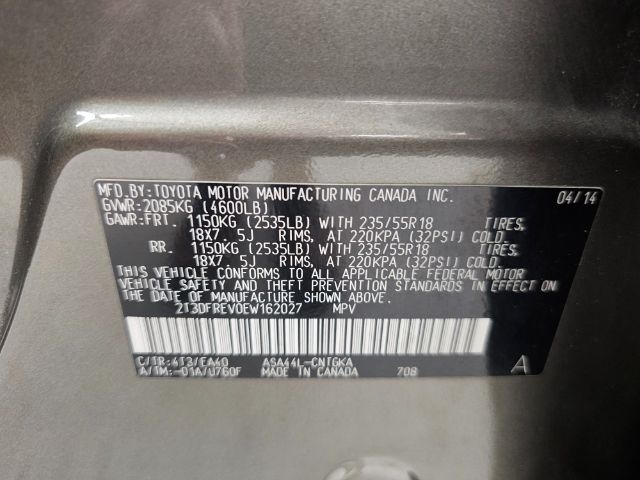 MFD.BY:TOYOTA MOTOR MANUFACTURING CANADA INC. 04/14
GVWR:2085KG (4600LB)
GAWR:FRT. 1150KG (2535LB) WITH 235/55R18 TIRES,
18X7.5J RIMS, AT 220KPA (32PSI) COLD.
RR. 1150KG (2535LB) WITH 235/55R18 TIRES,
18X7.5J RIMS, AT 220KPA (32PSI) COLD.
THIS VEHICLE CONFORMS TO ALL APPLICABLE FEDERAL MOTOR
VEHICLE SAFETY AND THEFT PREVENTION STANDARDS IN EFFECT ON
THE DATE OF MANUFACTURE SHOWN ABOVE.
2T3DFREV0EW162027 MPV
C/TR:4T3/EA40 ASA44L-CNTGKA
A/TM:-01A/U760F MADE IN CANADA 708 A